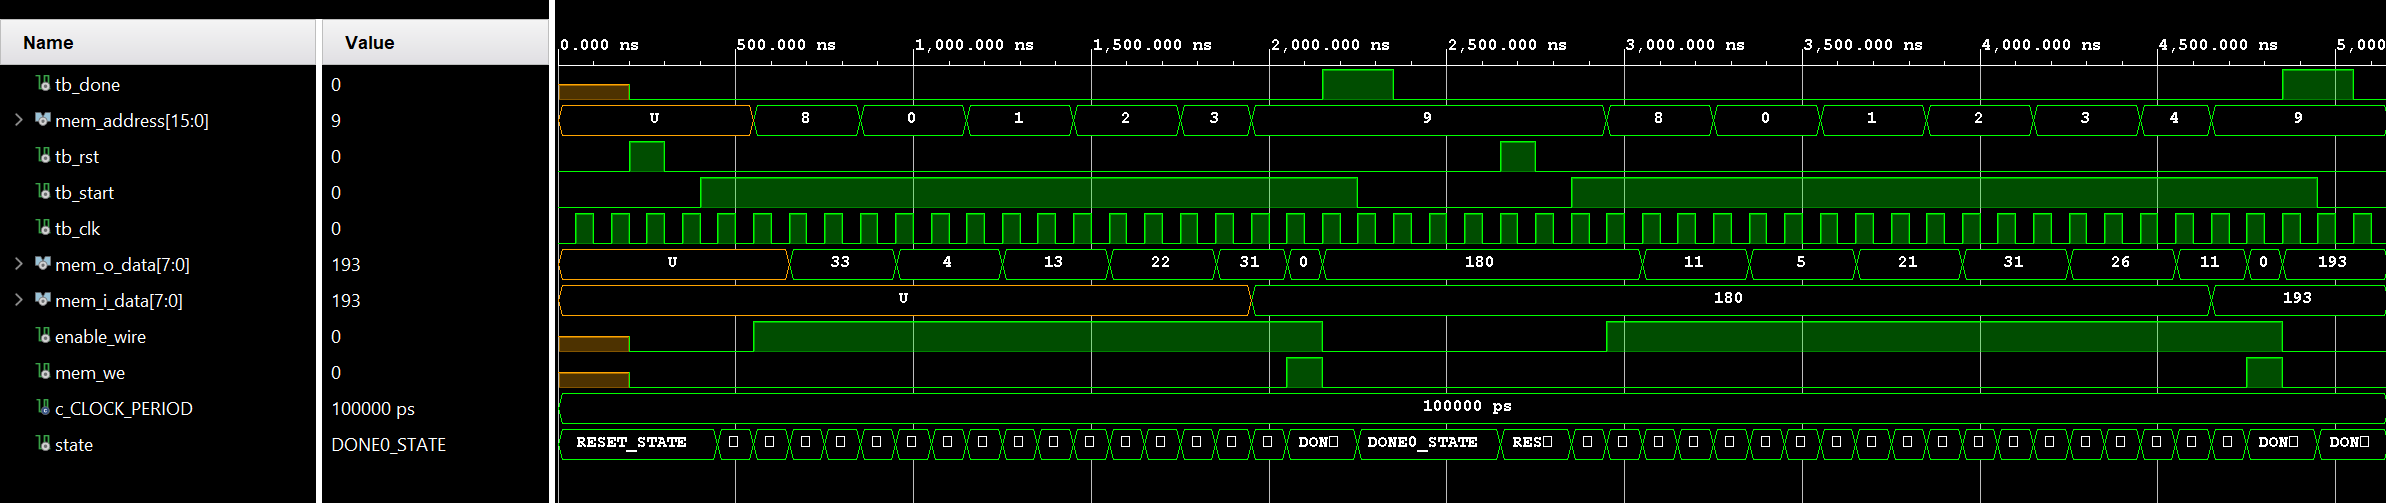 Name Value 0.000 ns 500.000 ns 1,000.000 ns 1,500.000 ns 2,000.000 ns 2,500.000 ns 3,000.000 ns 3,500.000 ns 4,000.000 ns 4,500.000 ns 5,000
tb_done 0
mem_address[15:0] 9 U 8 0 1 2 3 9 8 0 1 2 3 4 9
tb_rst 0
tb_start 0
tb_clk 0
mem_o_data[7:0] 193 U 33 4 13 22 31 0 180 11 5 21 31 26 11 0 193
mem_i_data[7:0] 193 U 180 193
enable_wire 0
mem_we 0
c_CLOCK_PERIOD 100000 ps 100000 ps
state DONE0_STATE RESET_STATE DON DONE0_STATE RES DON DON